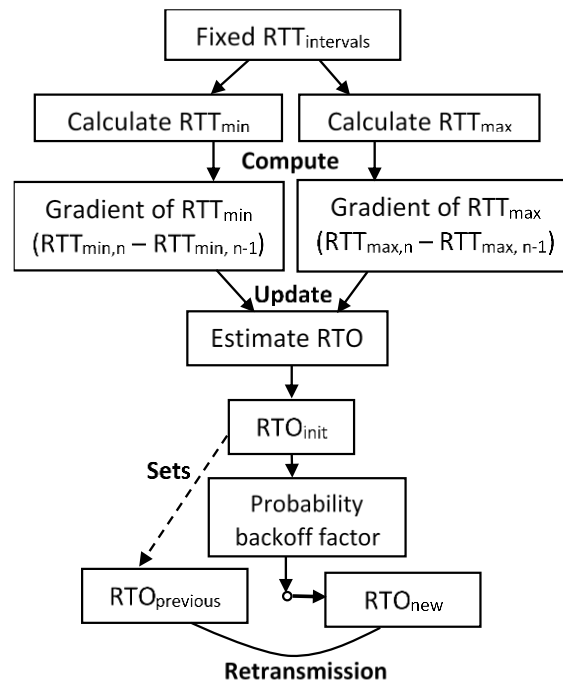 Fixed RTTintervals
Calculate RTTmin
Calculate RTTmax
Compute
Gradient of RTTmin
(RTTmin,n – RTTmin, n-1)
Gradient of RTTmax
(RTTmax,n – RTTmax, n-1)
Update
Estimate RTO
RTOinit
Sets
Probability
backoff factor
RTOprevious
RTOnew
Retransmission